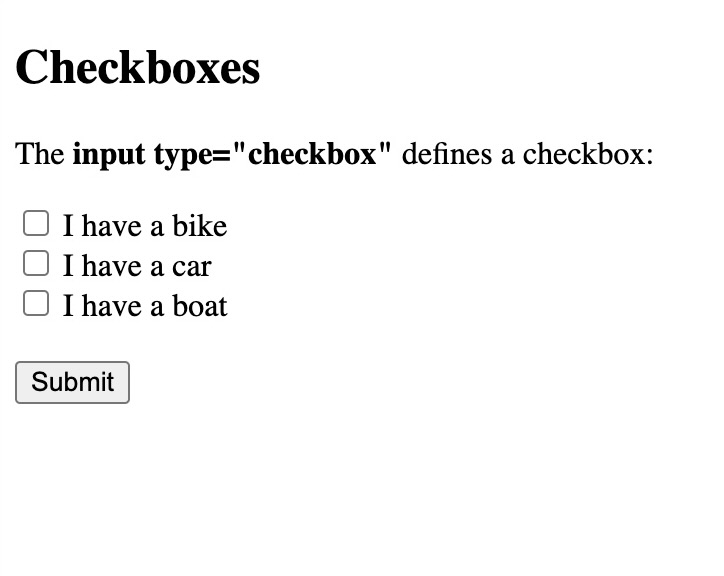 Checkboxes
The input type="checkbox" defines a checkbox:
I have a bike
I have a car
I have a boat
Submit